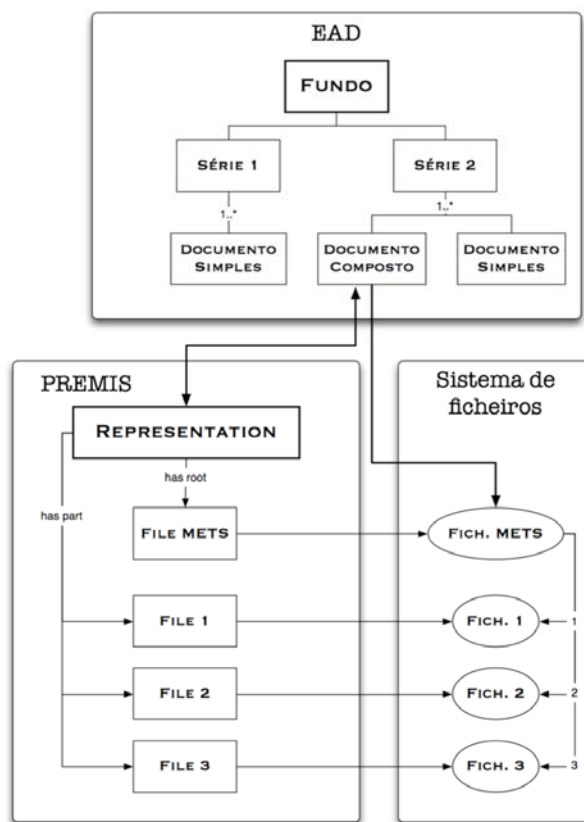 EAD
FUNDO
SÉRIE 1
SÉRIE 2
1..*
1..*
DOCUMENTO
SIMPLES
DOCUMENTO
COMPOSTO
DOCUMENTO
SIMPLES
PREMIS
REPRESENTATION
has root
has part
FILE METS
FILE 1
FILE 2
FILE 3
Sistema de
ficheiros
FICH. METS
FICH. 1
1
FICH. 2
2
FICH. 3
3